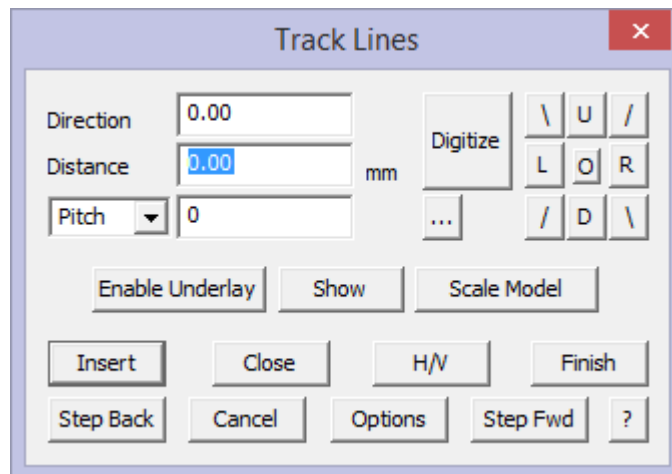 Track Lines
Direction 0.00
Distance 0.00 mm
Pitch 0
Digitize
\ U /
L O R
/ D \
...
Enable Underlay Show Scale Model
Insert Close H/V Finish
Step Back Cancel Options Step Fwd ?